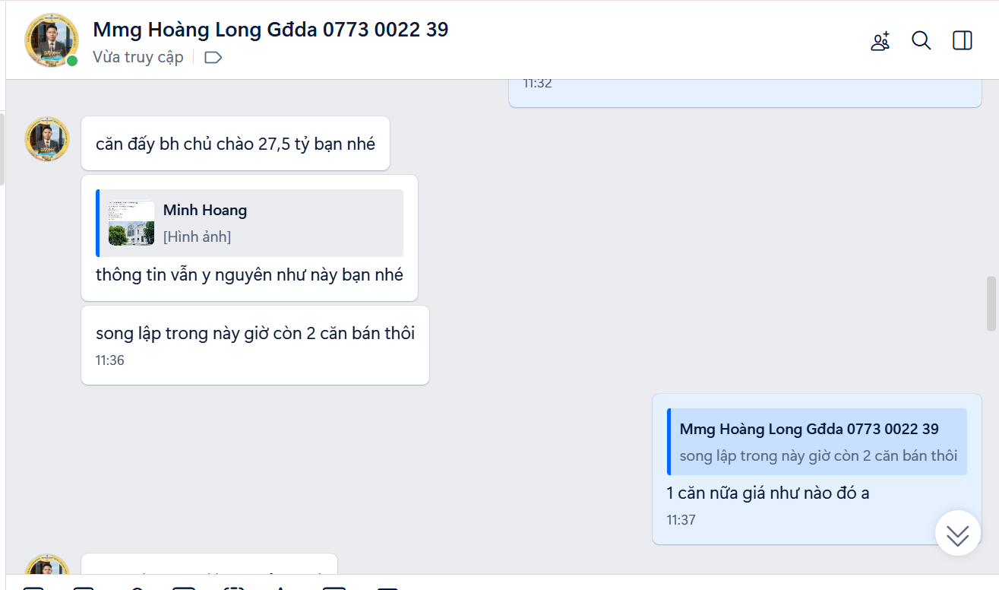 Mmg Hoàng Long Gđda 0773 0022 39
Vừa truy cập
11:32
căn đấy bh chủ chào 27,5 tỷ bạn nhé
Minh Hoang
[Hình ảnh]
thông tin vẫn y nguyên như này bạn nhé
song lập trong này giờ còn 2 căn bán thôi
11:36
Mmg Hoàng Long Gđda 0773 0022 39
song lập trong này giờ còn 2 căn bán thôi
1 căn nữa giá như nào đó a
11:37